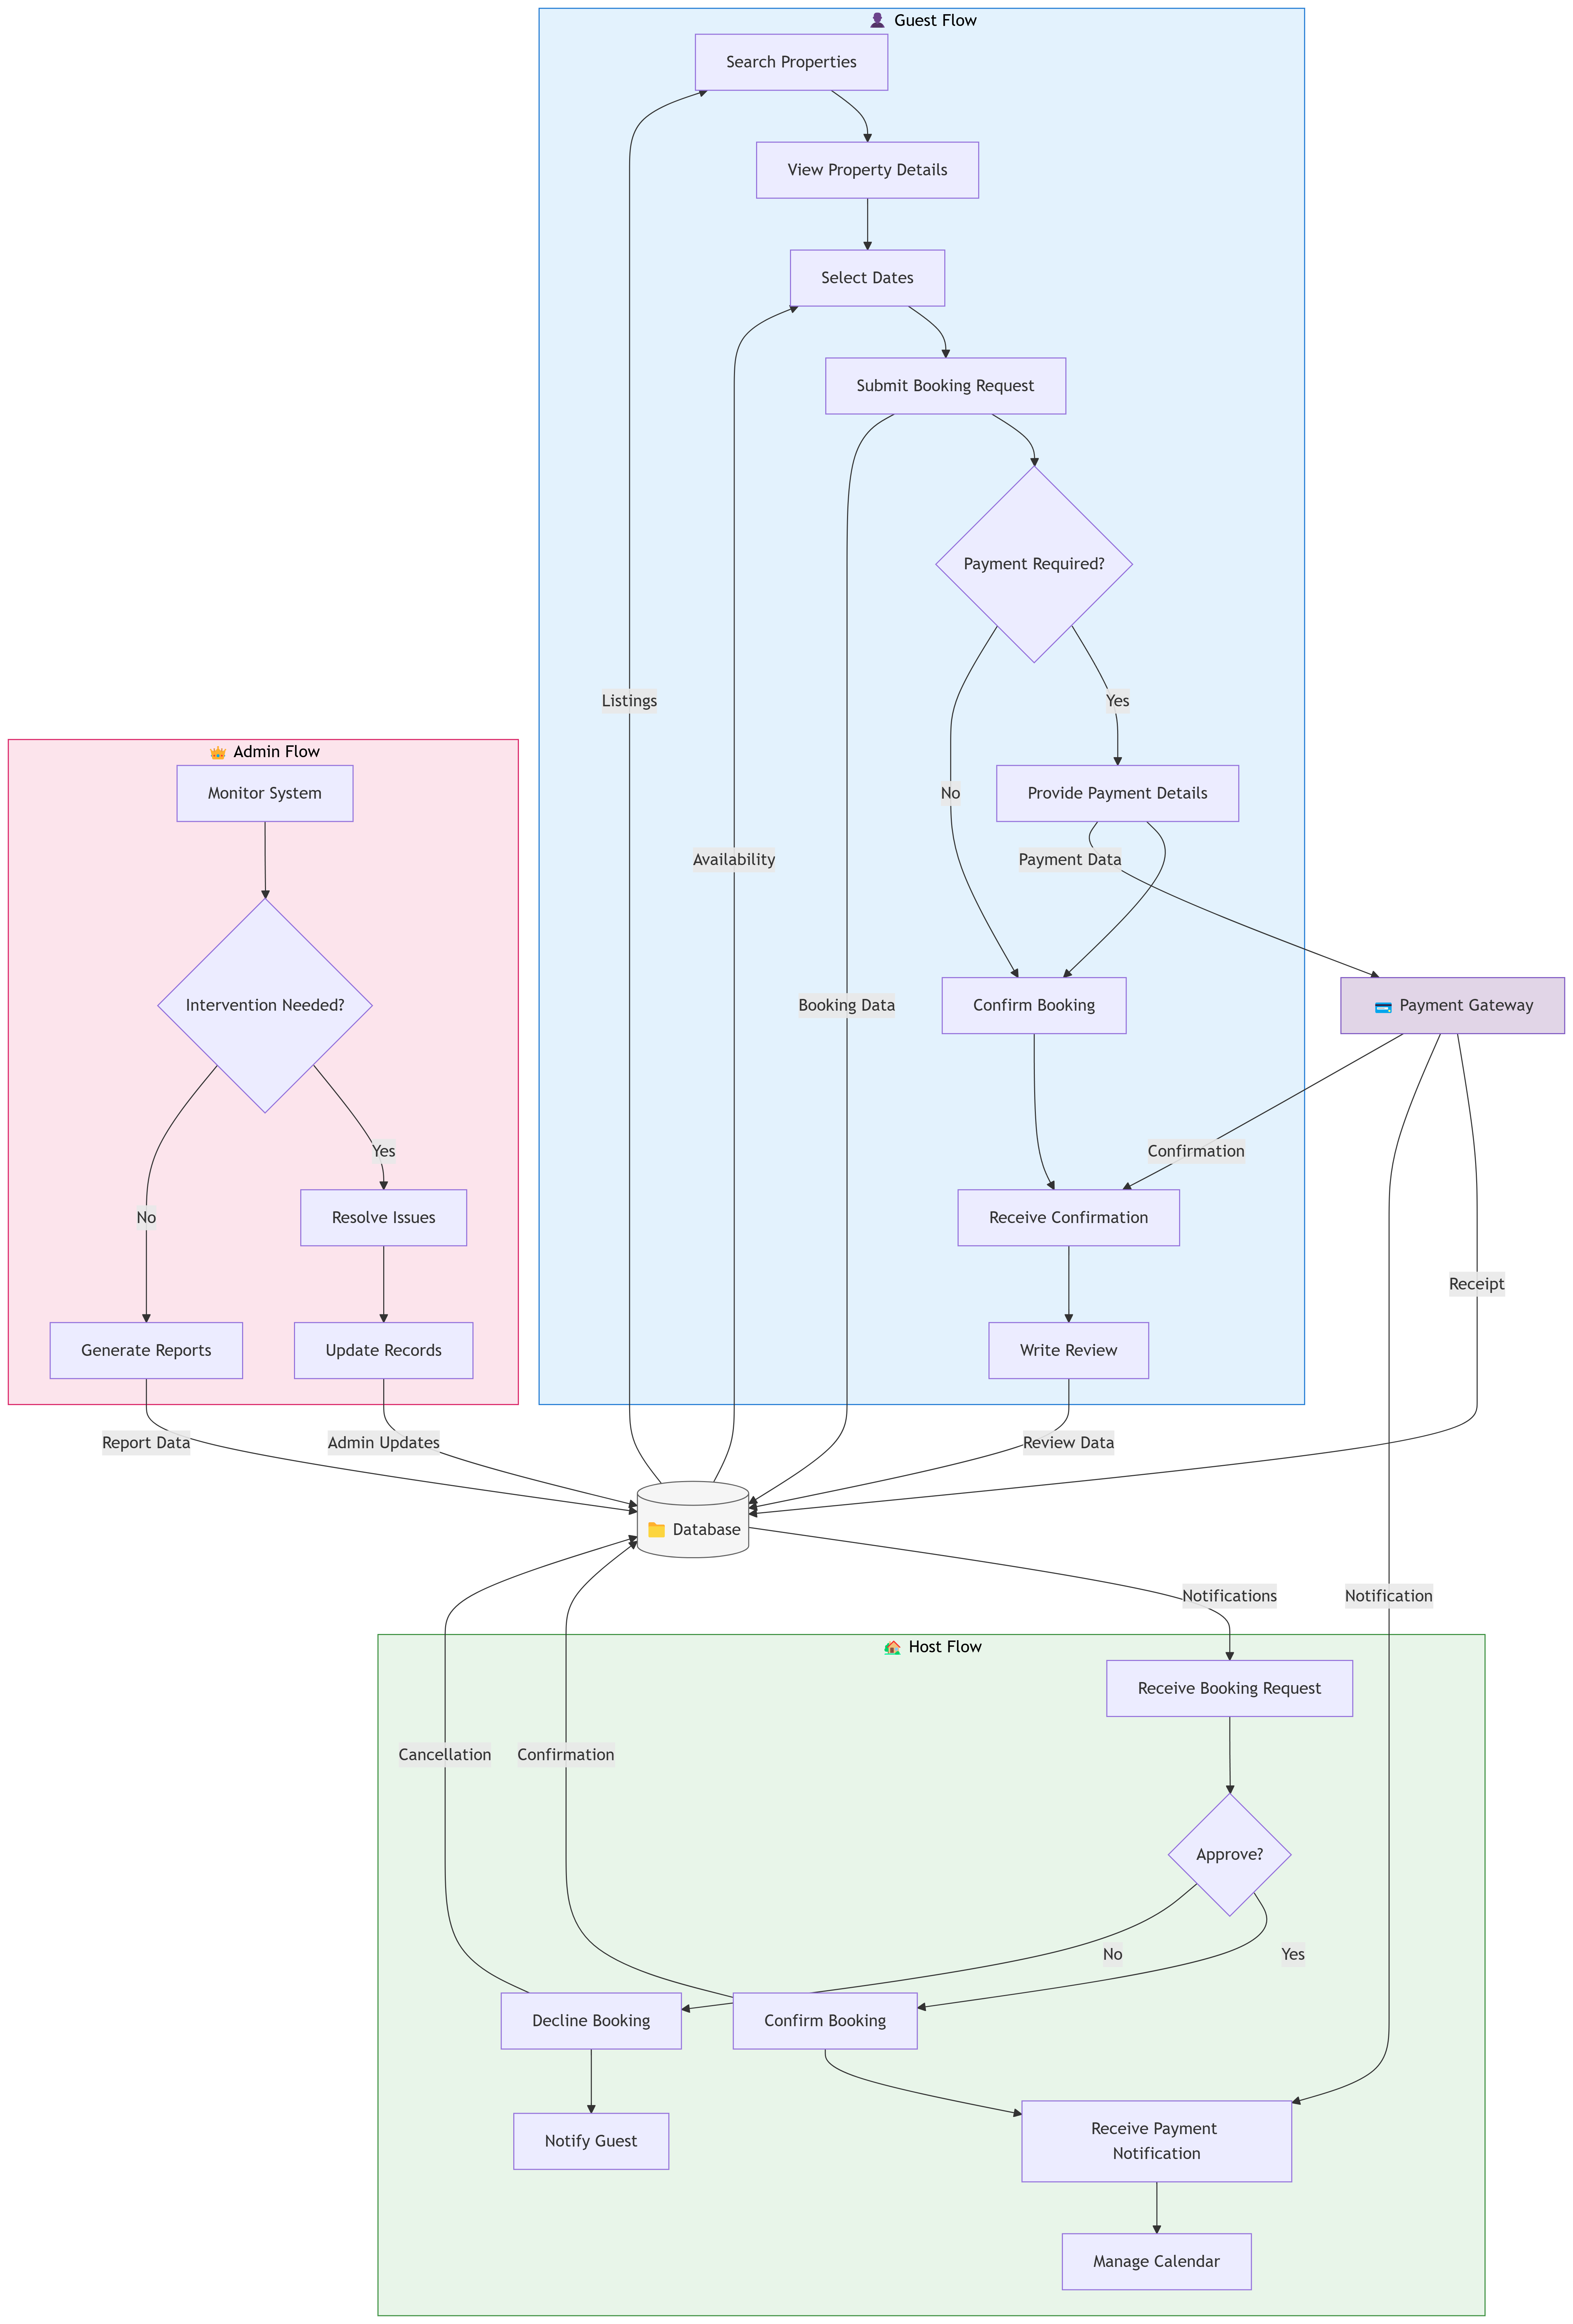 Guest Flow
Search Properties
View Property Details
Select Dates
Submit Booking Request
Payment Required?
Listings
Yes
Admin Flow
Monitor System
No
Provide Payment Details
Availability
Payment Data
Intervention Needed?
Booking Data
Confirm Booking
Payment Gateway
Yes
Confirmation
No
Resolve Issues
Receive Confirmation
Receipt
Generate Reports
Update Records
Write Review
Report Data
Admin Updates
Review Data
Database
Notifications
Notification
Host Flow
Receive Booking Request
Cancellation
Confirmation
Approve?
No
Yes
Decline Booking
Confirm Booking
Notify Guest
Receive Payment
Notification
Manage Calendar